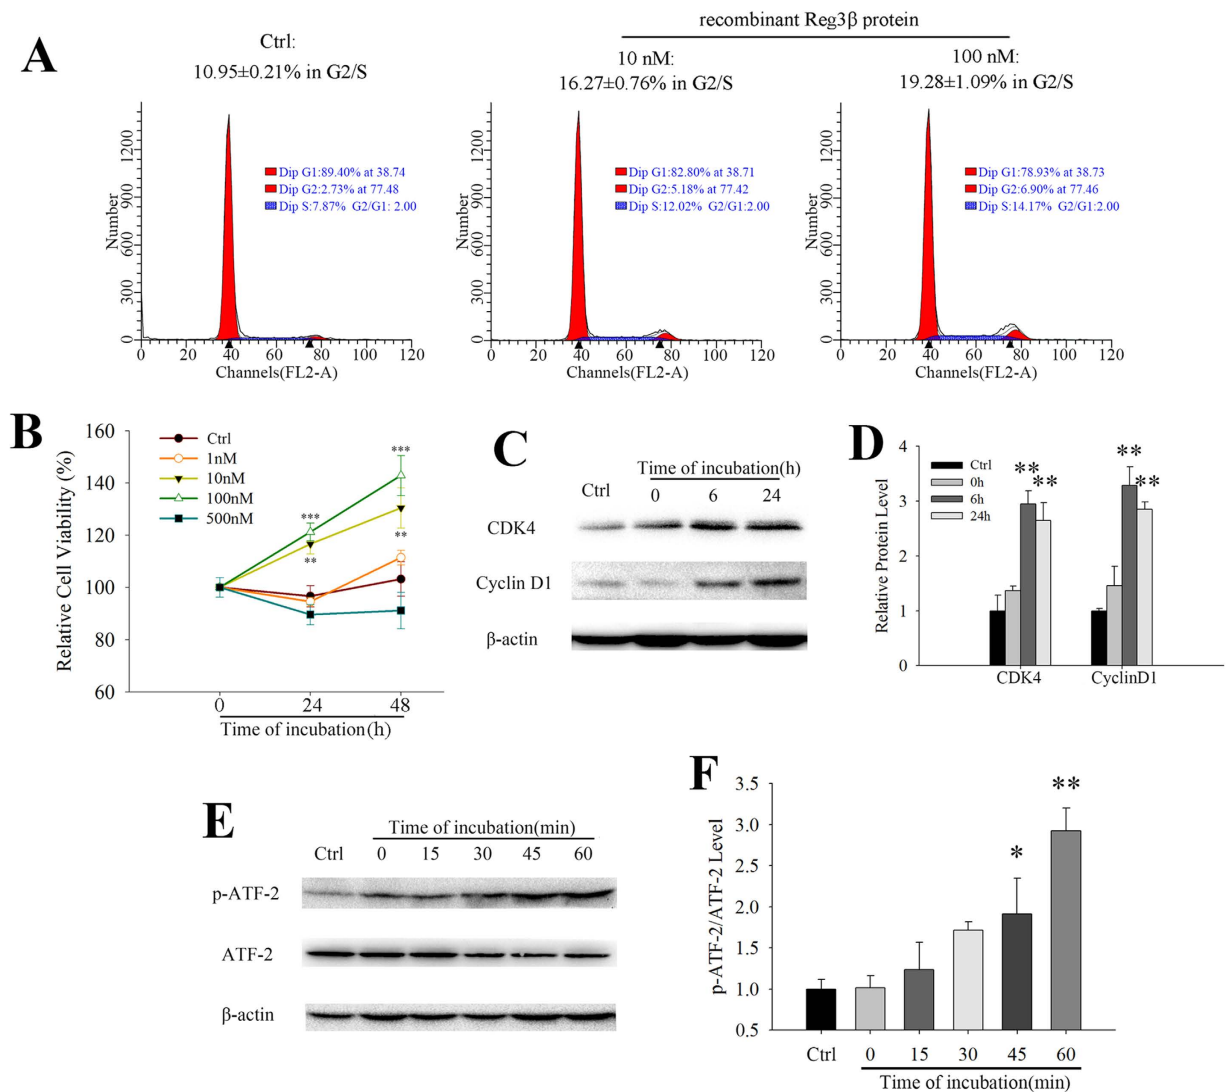 A
recombinant Reg3β protein
Ctrl:
10.95±0.21% in G2/S
10 nM:
16.27±0.76% in G2/S
100 nM:
19.28±1.09% in G2/S
Number
1200
900
600
300
0
Dip G1:89.40% at 38.74
Dip G2:2.73% at 77.48
Dip S:7.87% G2/G1: 2.00
0 20 40 60 80 100 120
Channels(FL2-A)
Number
1200
900
600
300
0
Dip G1:82.80% at 38.71
Dip G2:5.18% at 77.42
Dip S:12.02% G2/G1:2.00
0 20 40 60 80 100 120
Channels(FL2-A)
Number
1200
900
600
300
0
Dip G1:78.93% at 38.73
Dip G2:6.90% at 77.46
Dip S:14.17% G2/G1:2.00
0 20 40 60 80 100 120
Channels(FL2-A)
B
Relative Cell Viability (%)
160
140
120
100
80
60
Ctrl
1nM
10nM
100nM
500nM
***
***
**
**
0 24 48
Time of incubation(h)
C
Time of incubation(h)
Ctrl 0 6 24
CDK4
Cyclin D1
β-actin
D
Relative Protein Level
4
3
2
1
0
Ctrl
0h
6h
24h
**
**
**
**
CDK4 CyclinD1
E
Time of incubation(min)
Ctrl 0 15 30 45 60
p-ATF-2
ATF-2
β-actin
F
p-ATF-2/ATF-2 Level
3.5
3.0
2.5
2.0
1.5
1.0
0.5
*
**
Ctrl 0 15 30 45 60
Time of incubation(min)